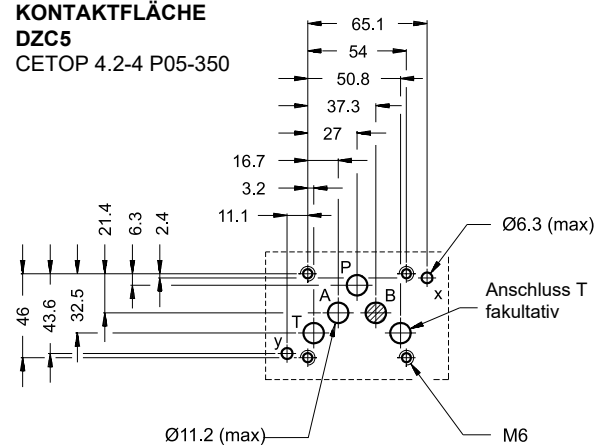 KONTAKTFLÄCHE
DZC5
CETOP 4.2-4 P05-350
65.1
54
50.8
37.3
27
16.7
3.2
11.1
21.4
6.3
2.4
46
43.6
32.5
Ø6.3 (max)
P
x
A
B
Anschluss T
fakultativ
T
y
Ø11.2 (max)
M6